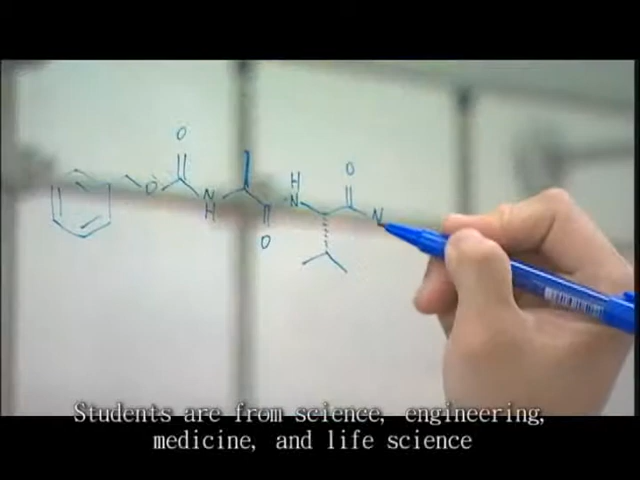 O O
H
O N N N
H
O
Students are from science, engineering,
medicine, and life science